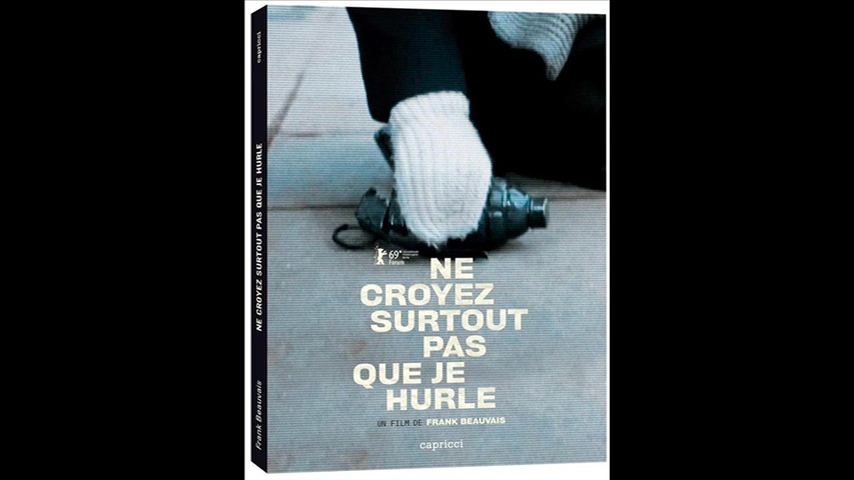 capricci
NE CROYEZ SURTOUT PAS QUE JE HURLE
Frank Beauvais
69e
Forum
NE
CROYEZ
SURTOUT
PAS
QUE JE
HURLE
UN FILM DE FRANK BEAUVAIS
capricci